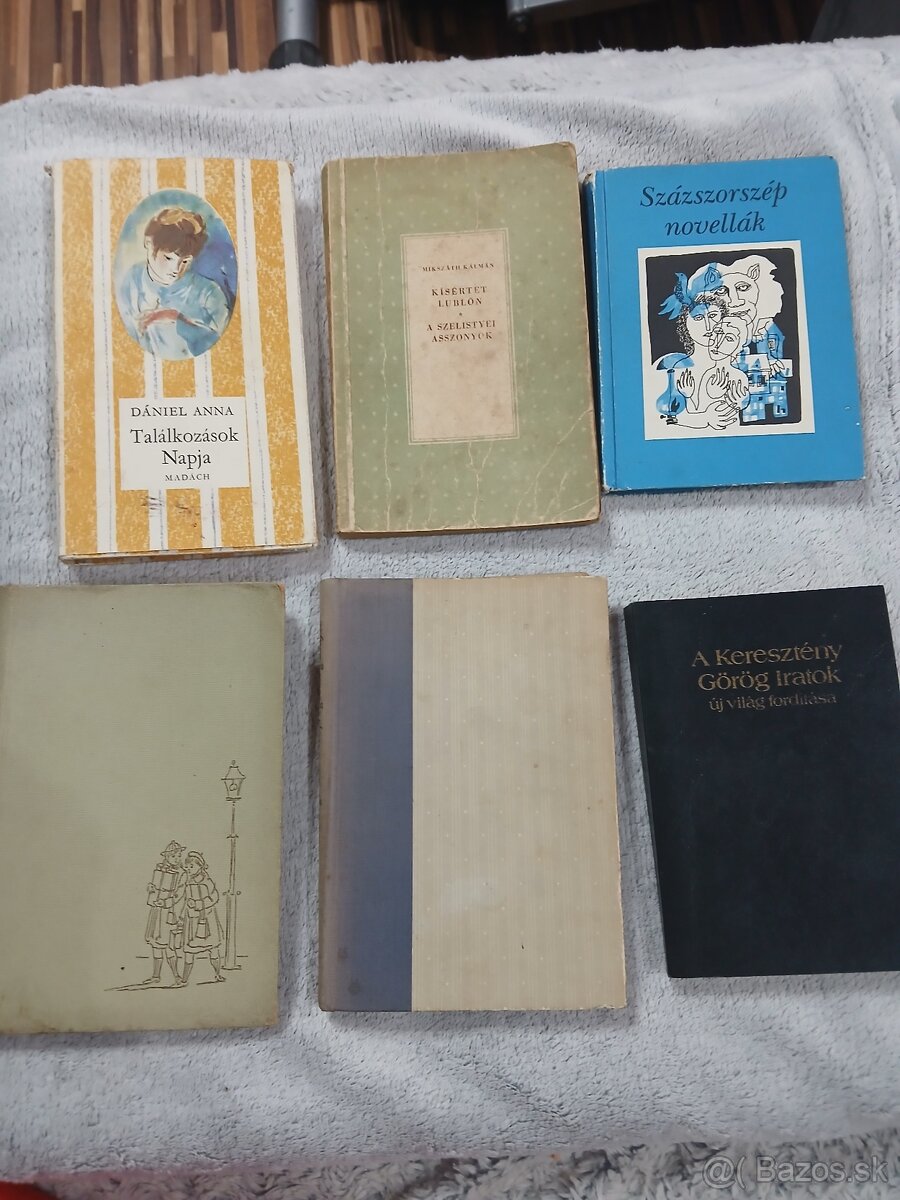 DÁNIEL ANNA
Találkozások
Napja
MADÁCH
MIKSZÁTH KÁLMÁN
KÍSÉRTET
LUBLÓN
*
A SZELISTYEI
ASSZONYOK
Százszorszép
novellák
A Keresztény
Görög Iratok
új világ fordítása
@( Bazos.sk